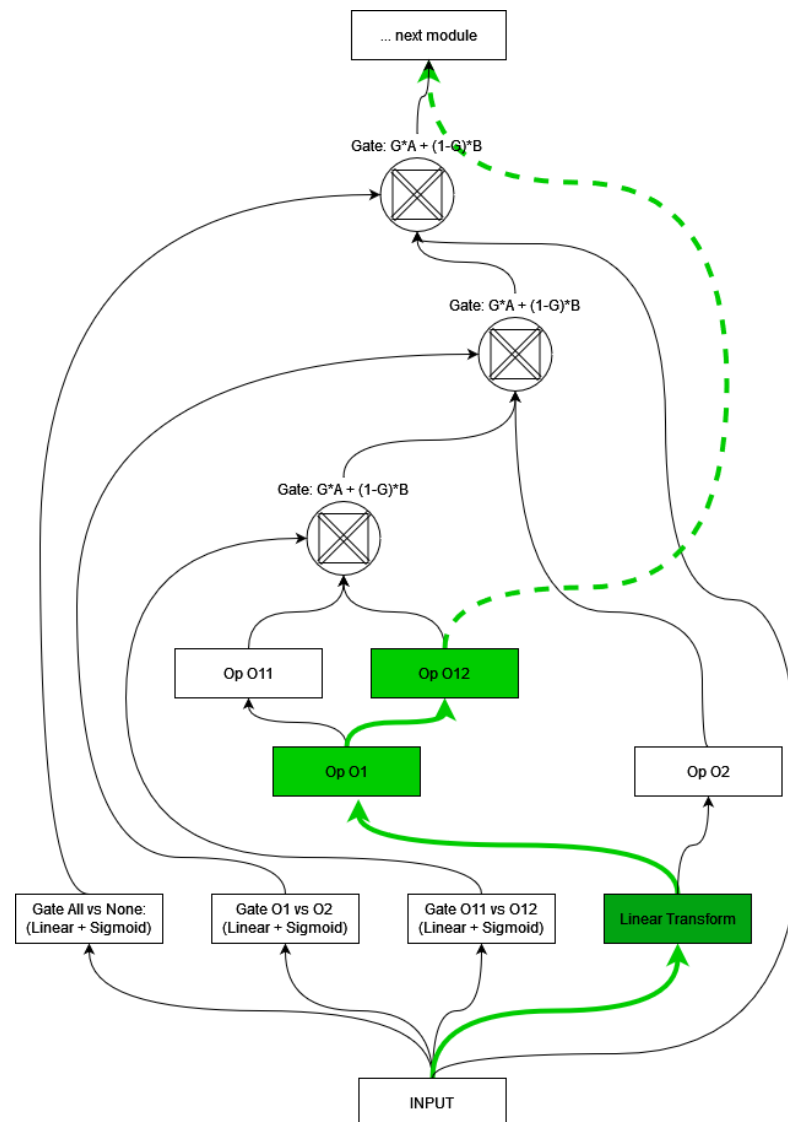 ... next module
Gate: G*A + (1-G)*B
Gate: G*A + (1-G)*B
Gate: G*A + (1-G)*B
Op O11
Op O12
Op O1
Op O2
Gate All vs None:
(Linear + Sigmoid)
Gate O1 vs O2
(Linear + Sigmoid)
Gate O11 vs O12
(Linear + Sigmoid)
Linear Transform
INPUT